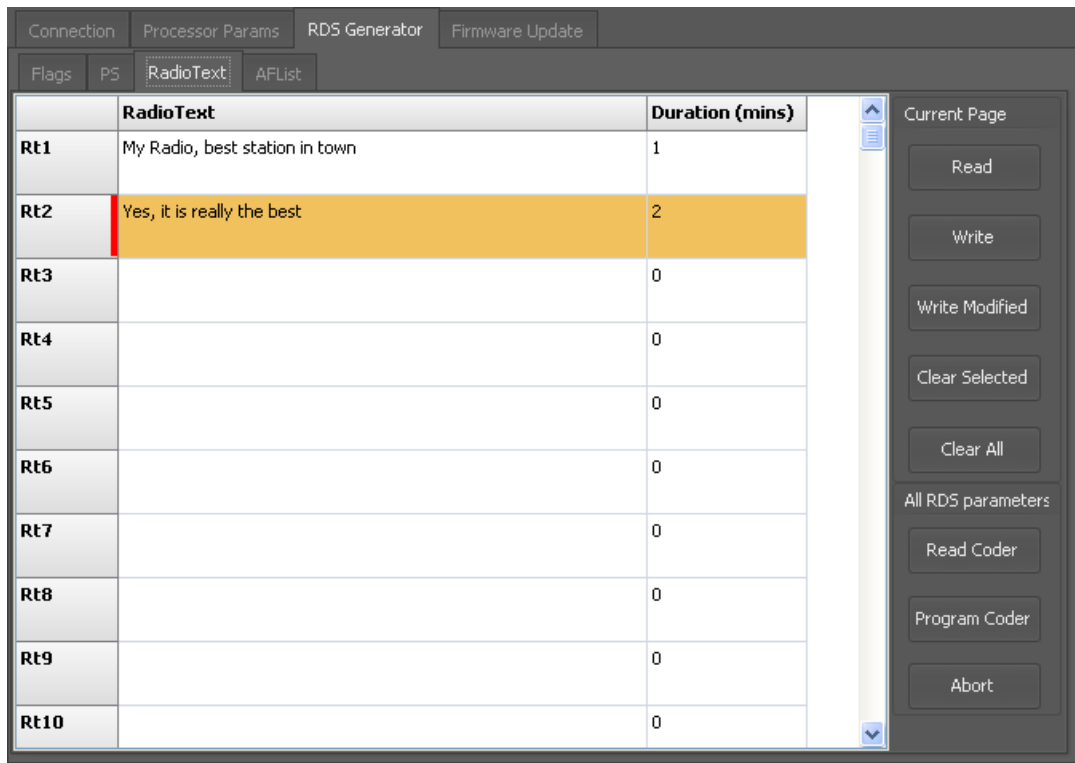 Connection Processor Params RDS Generator Firmware Update
Flags PS RadioText AFList
RadioText Duration (mins)
Rt1 My Radio, best station in town 1
Rt2 Yes, it is really the best 2
Rt3 0
Rt4 0
Rt5 0
Rt6 0
Rt7 0
Rt8 0
Rt9 0
Rt10 0
Current Page
Read
Write
Write Modified
Clear Selected
Clear All
All RDS parameters
Read Coder
Program Coder
Abort